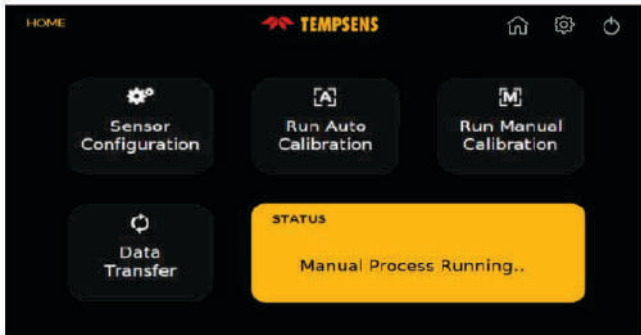 HOME
TEMPSENS
[A]
[M]
Sensor
Configuration
Run Auto
Calibration
Run Manual
Calibration
Data
Transfer
STATUS
Manual Process Running..